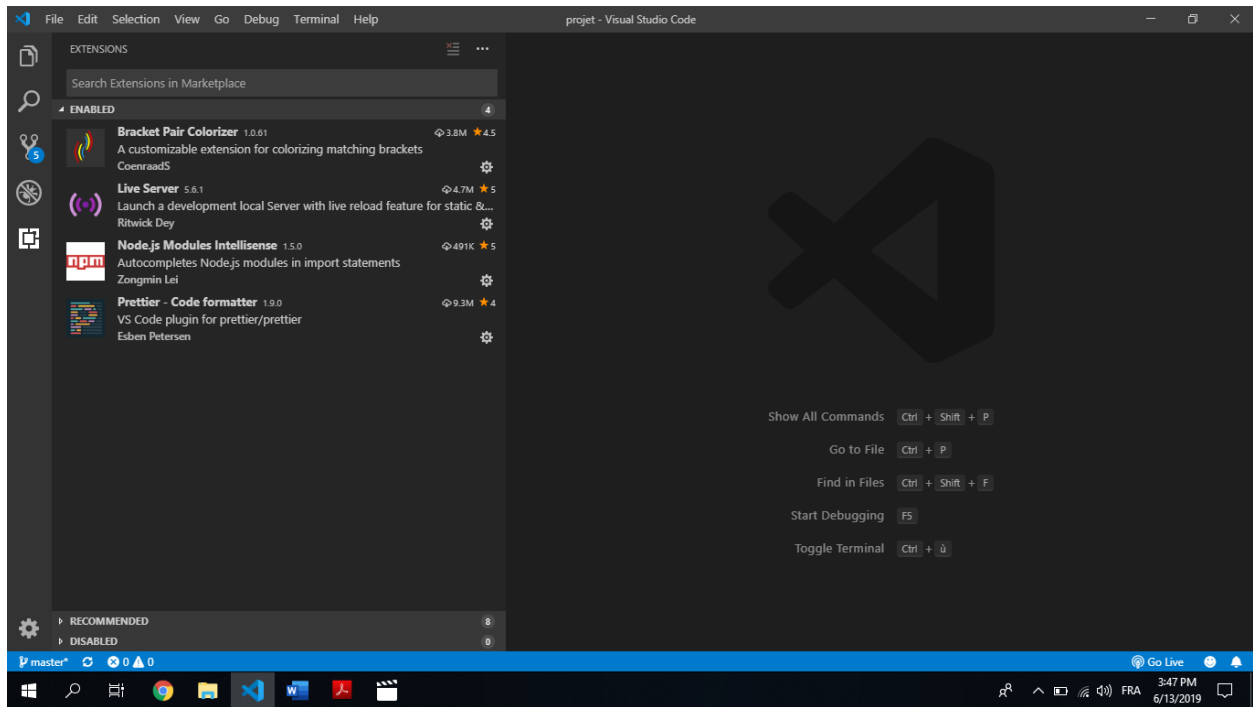 File Edit Selection View Go Debug Terminal Help projet - Visual Studio Code
EXTENSIONS
Search Extensions in Marketplace
ENABLED 4
Bracket Pair Colorizer 1.0.61 3.8M 4.5
A customizable extension for colorizing matching brackets
CoenraadS
Live Server 5.6.1 4.7M 5
Launch a development local Server with live reload feature for static &...
Ritwick Dey
Node.js Modules Intellisense 1.5.0 491K 5
npm
Autocompletes Node.js modules in import statements
Zongmin Lei
Prettier - Code formatter 1.9.0 9.3M 4
VS Code plugin for prettier/prettier
Esben Petersen
5
Show All Commands Ctrl + Shift + P
Go to File Ctrl + P
Find in Files Ctrl + Shift + F
Start Debugging F5
Toggle Terminal Ctrl + ù
RECOMMENDED 8
DISABLED 0
master* 0 0 Go Live
FRA 3:47 PM
6/13/2019